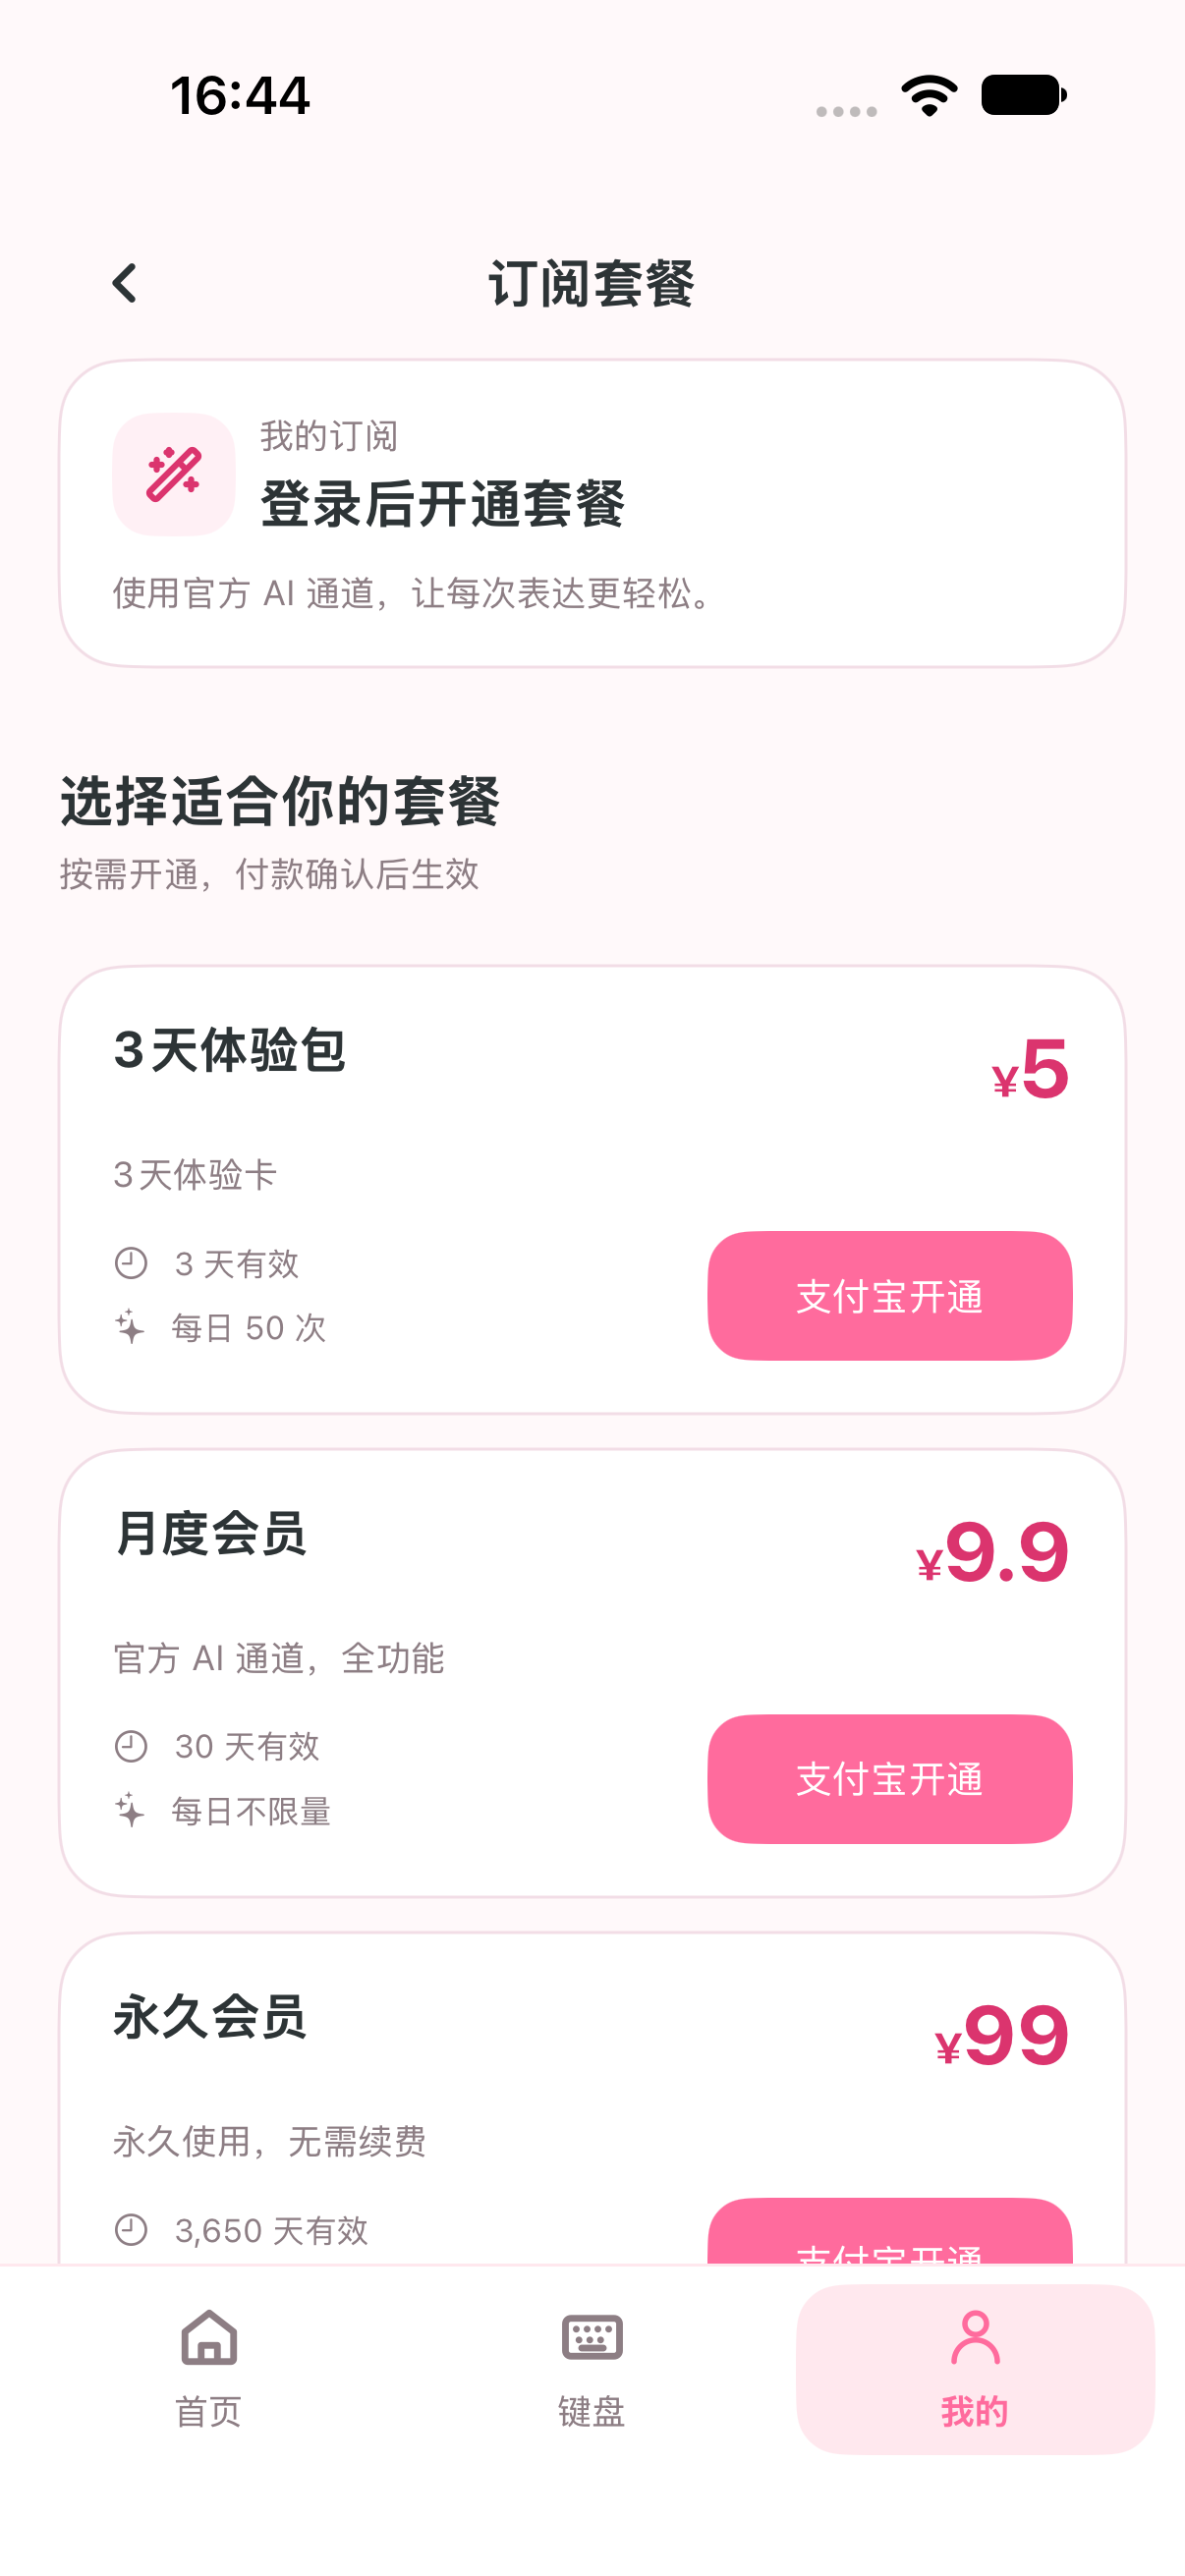 16:44
订阅套餐
我的订阅
登录后开通套餐
使用官方 AI 通道，让每次表达更轻松。
选择适合你的套餐
按需开通，付款确认后生效
3天体验包
¥5
3天体验卡
3 天有效
每日 50 次
支付宝开通
月度会员
¥9.9
官方 AI 通道，全功能
30 天有效
每日不限量
支付宝开通
永久会员
¥99
永久使用，无需续费
3,650 天有效
支付宝开通
首页
键盘
我的